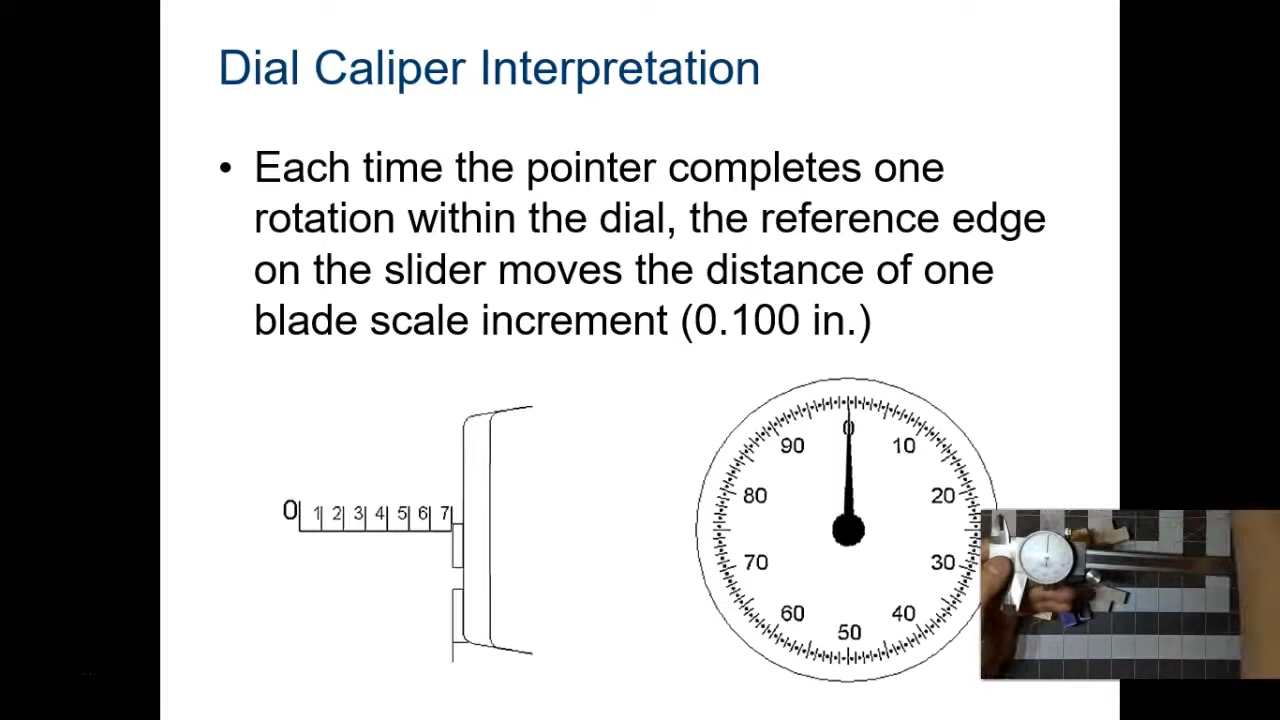 Dial Caliper Interpretation
• Each time the pointer completes one
rotation within the dial, the reference edge
on the slider moves the distance of one
blade scale increment (0.100 in.)
0 1 2 3 4 5 6 7
0
90 10
80 20
70 30
60 40
50